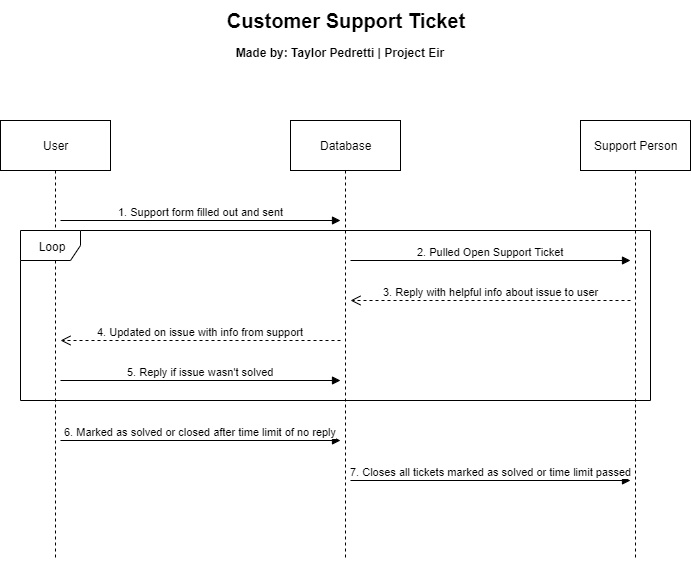 Customer Support Ticket
Made by: Taylor Pedretti | Project Eir
User
Database
Support Person
1. Support form filled out and sent
Loop
2. Pulled Open Support Ticket
3. Reply with helpful info about issue to user
4. Updated on issue with info from support
5. Reply if issue wasn't solved
6. Marked as solved or closed after time limit of no reply
7. Closes all tickets marked as solved or time limit passed